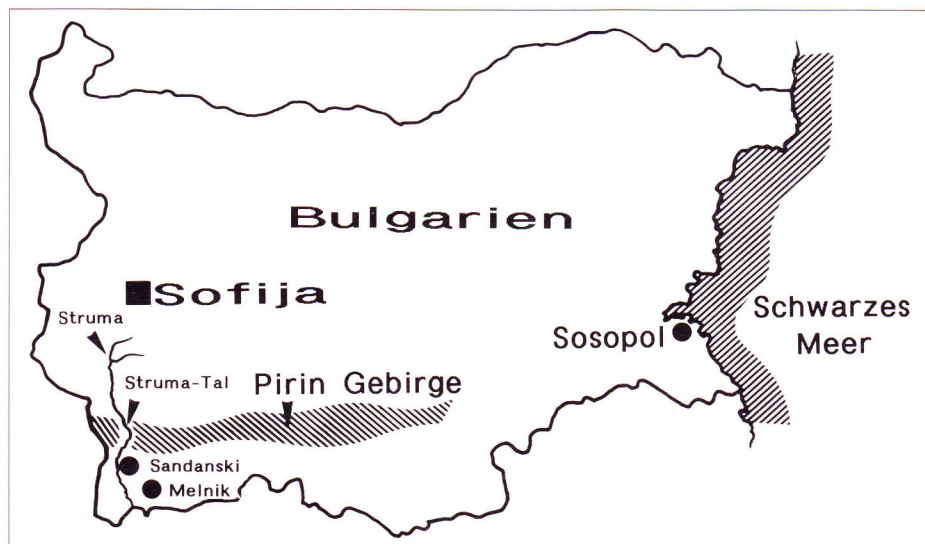 Bulgarien
Sofija
Struma
Schwarzes
Meer
Sosopol
Struma-Tal
Pirin Gebirge
Sandanski
Melnik